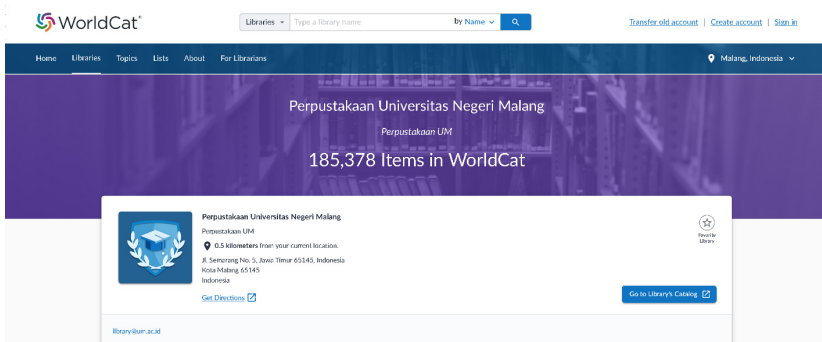 WorldCat®
Libraries Type a library name by Name
Transfer old account | Create account | Sign in
Home Libraries Topics Lists About For Librarians Malang, Indonesia
Perpustakaan Universitas Negeri Malang
Perpustakaan UM
185,378 Items in WorldCat
Perpustakaan Universitas Negeri Malang
Perpustakaan UM
0.5 kilometers from your current location.
Jl. Semarang No. 5, Jawa Timur 65145, Indonesia
Kota Malang 65145
Indonesia
Get Directions
Favorite
Library
Go to Library's Catalog
library@um.ac.id